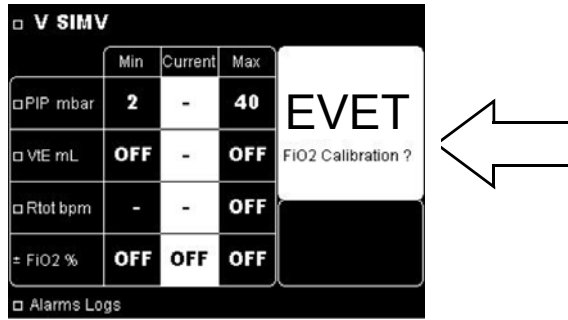 V SIMV
Min Current Max
PIP mbar 2 - 40
EVET
VtE mL OFF - OFF
FiO2 Calibration ?
Rtot bpm - - OFF
± FiO2 % OFF OFF OFF
Alarms Logs